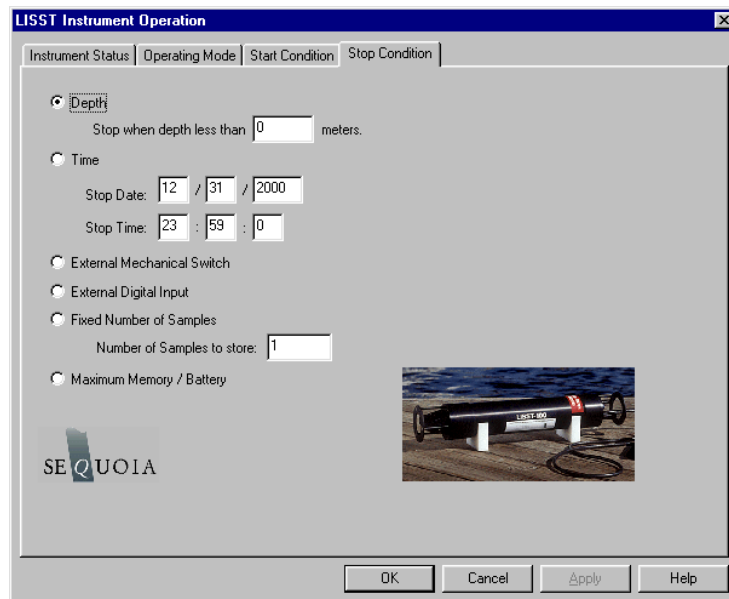 LISST Instrument Operation
Instrument Status Operating Mode Start Condition Stop Condition
Depth
Stop when depth less than 0 meters.
Time
Stop Date: 12 / 31 / 2000
Stop Time: 23 : 59 : 0
External Mechanical Switch
External Digital Input
Fixed Number of Samples
Number of Samples to store: 1
Maximum Memory / Battery
LISST-100
SEQUOIA
OK Cancel Apply Help